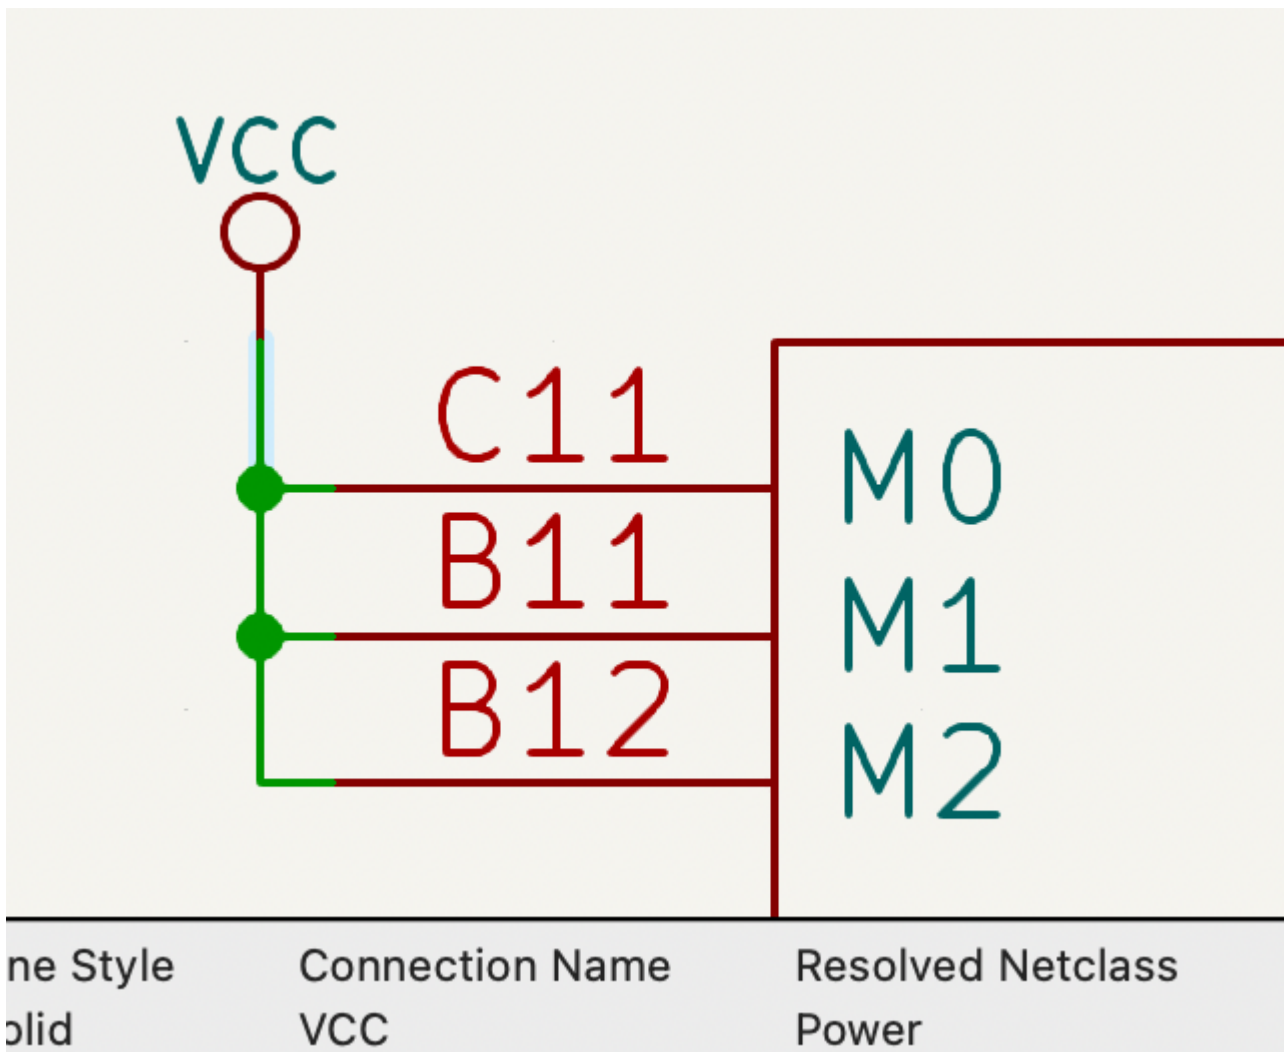 VCC
C11
M0
B11
M1
B12
M2
ne Style Connection Name Resolved Netclass
olid VCC Power